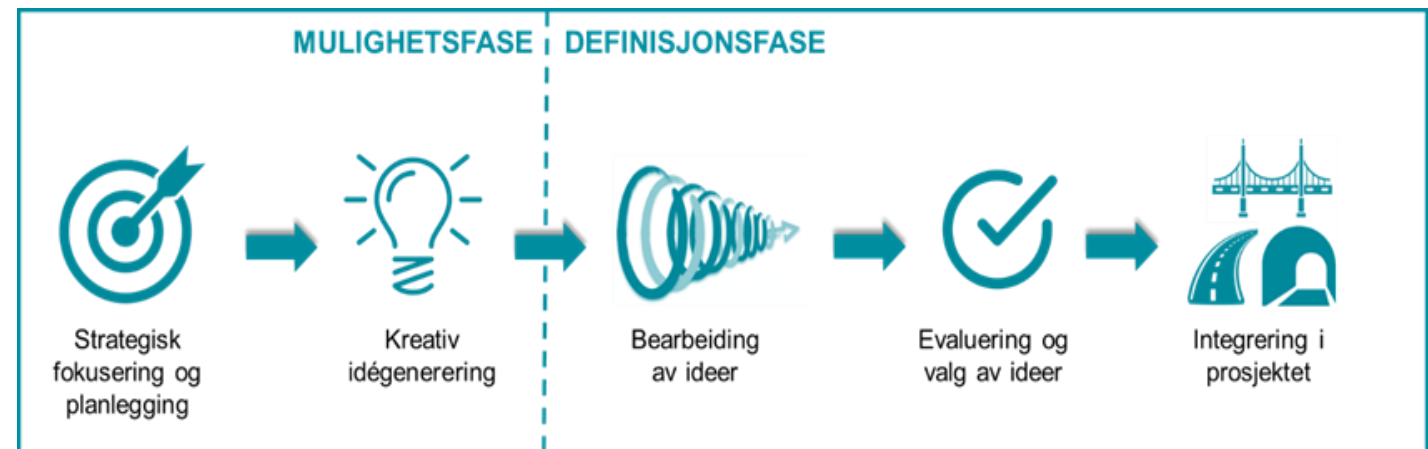 MULIGHETSFASE
DEFINISJONSFASE
Strategisk
fokusering og
planlegging
Kreativ
idégenerering
Bearbeiding
av ideer
Evaluering og
valg av ideer
Integrering i
prosjektet